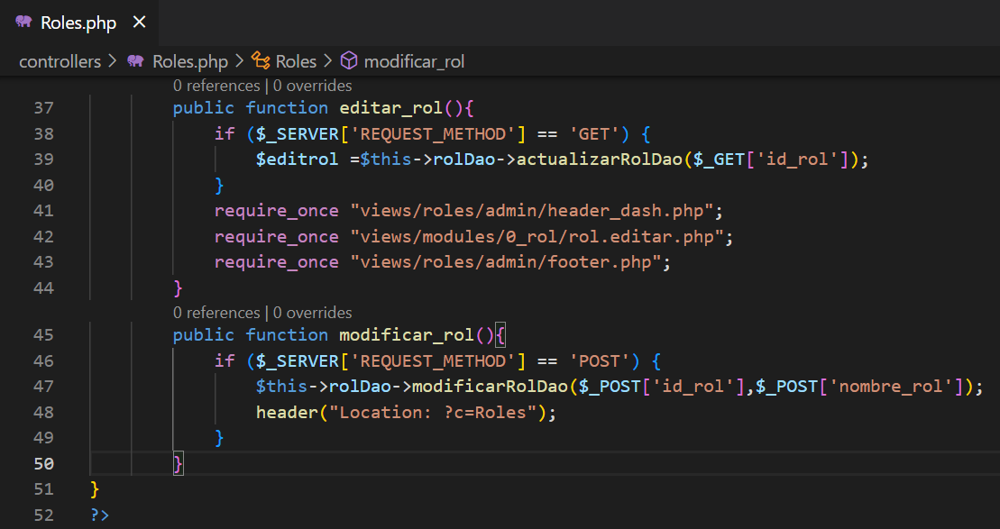 Roles.php
controllers > Roles.php > Roles > modificar_rol
0 references | 0 overrides
37 public function editar_rol(){
38 if ($_SERVER['REQUEST_METHOD'] == 'GET') {
39 $editrol =$this->rolDao->actualizarRolDao($_GET['id_rol']);
40 }
41 require_once "views/roles/admin/header_dash.php";
42 require_once "views/modules/0_rol/rol.editar.php";
43 require_once "views/roles/admin/footer.php";
44 }
0 references | 0 overrides
45 public function modificar_rol(){
46 if ($_SERVER['REQUEST_METHOD'] == 'POST') {
47 $this->rolDao->modificarRolDao($_POST['id_rol'],$_POST['nombre_rol']);
48 header("Location: ?c=Roles");
49 }
50 }
51 }
52 ?>